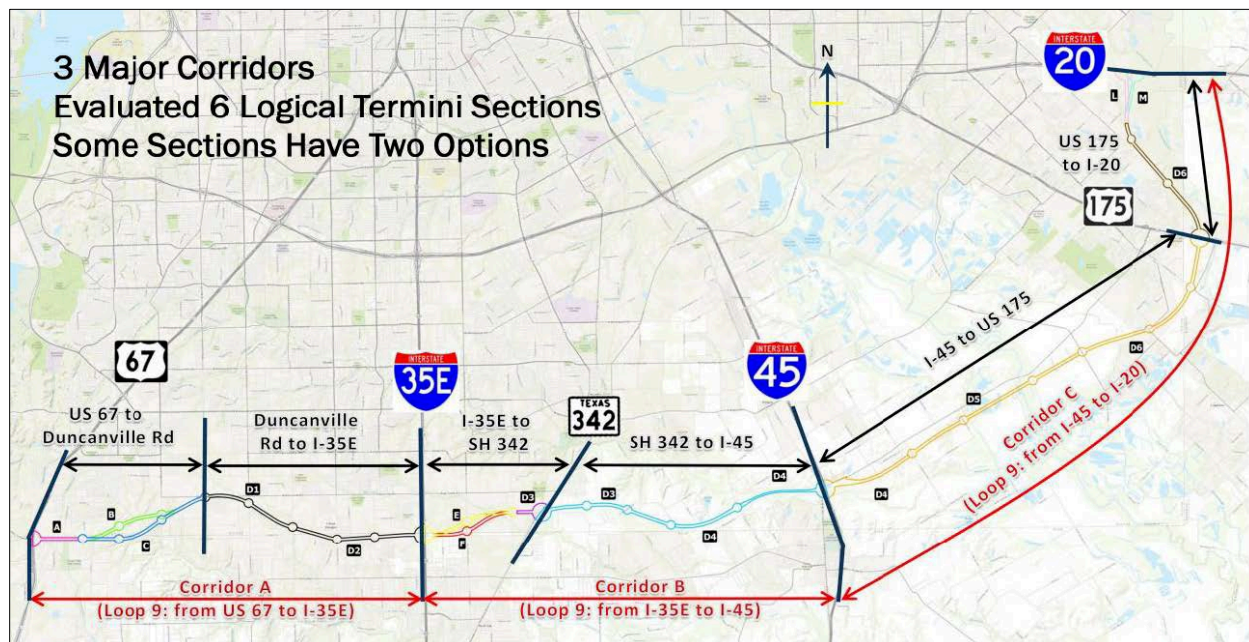 3 Major Corridors
Evaluated 6 Logical Termini Sections
Some Sections Have Two Options
N
INTERSTATE
20
L
M
US 175
to I-20
D6
175
67
INTERSTATE
35E
INTERSTATE
45
TEXAS
342
I-45 to US 175
D6
D5
Corridor C
(Loop 9: from I-45 to I-20)
US 67 to
Duncanville Rd
Duncanville
Rd to I-35E
I-35E to
SH 342
SH 342 to I-45
D4
D4
A
B
C
D1
D2
E
F
D3
D3
D4
Corridor A
(Loop 9: from US 67 to I-35E)
Corridor B
(Loop 9: from I-35E to I-45)